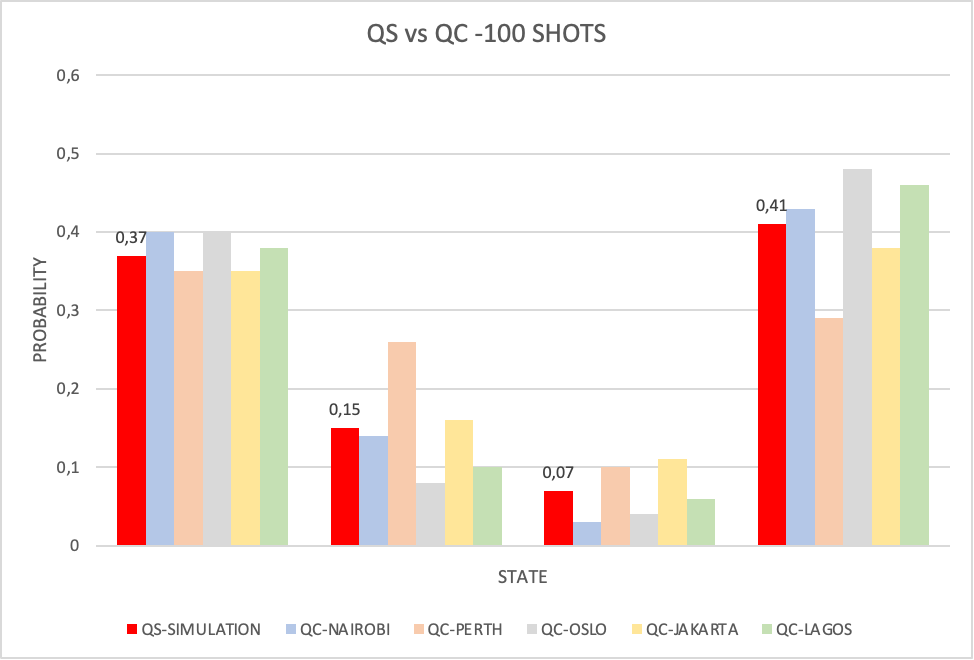 QS vs QC -100 SHOTS
0,6
0,5
0,4
0,3
0,2
0,1
0
PROBABILITY
0,37
0,15
0,07
0,41
STATE
QS-SIMULATION QC-NAIROBI QC-PERTH QC-OSLO QC-JAKARTA QC-LAGOS